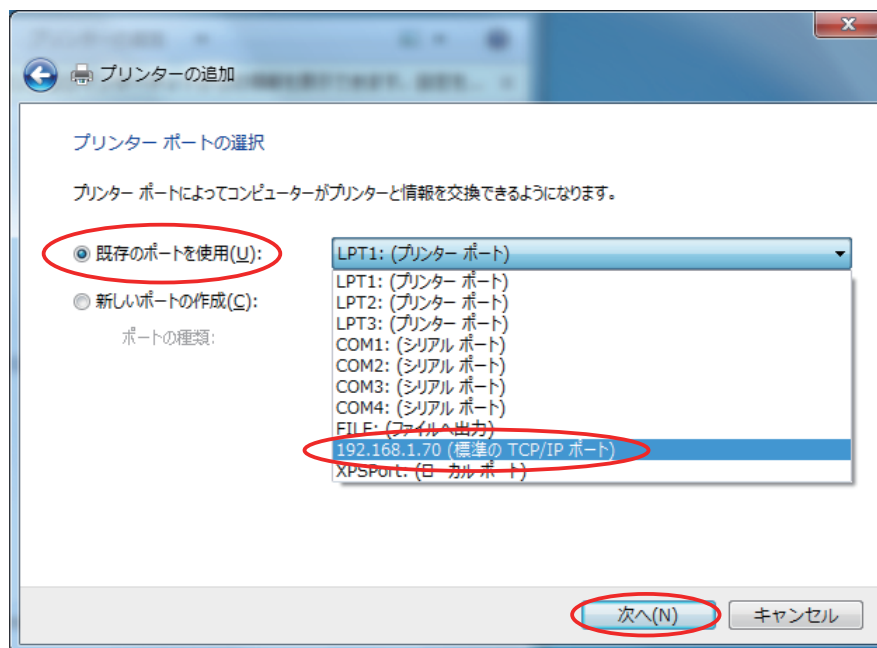 プリンターの追加
プリンター ポートの選択
プリンター ポートによってコンピューターがプリンターと情報を交換できるようになります。
既存のポートを使用(U):
LPT1: (プリンター ポート)
LPT1: (プリンター ポート)
新しいポートの作成(C):
LPT2: (プリンター ポート)
LPT3: (プリンター ポート)
ポートの種類:
COM1: (シリアル ポート)
COM2: (シリアル ポート)
COM3: (シリアル ポート)
COM4: (シリアル ポート)
FILE: (ファイルへ出力)
192.168.1.70 (標準の TCP/IP ポート)
XPSPort: (ローカル ポート)
次へ(N)
キャンセル